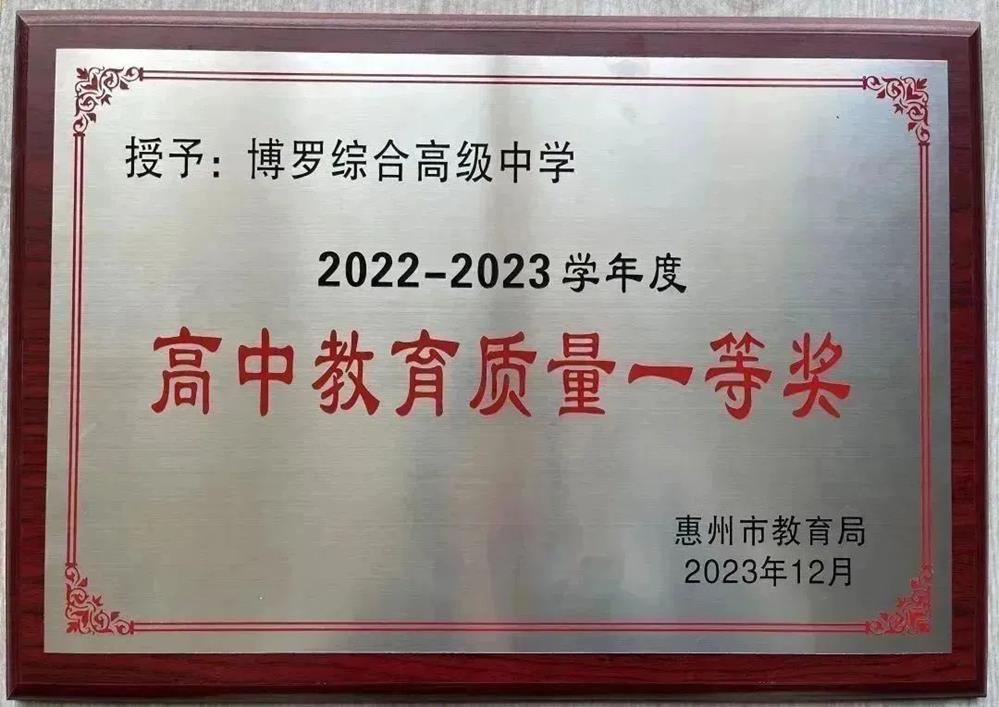 授予：博罗综合高级中学
2022-2023学年度
高中教育质量一等奖
惠州市教育局
2023年12月